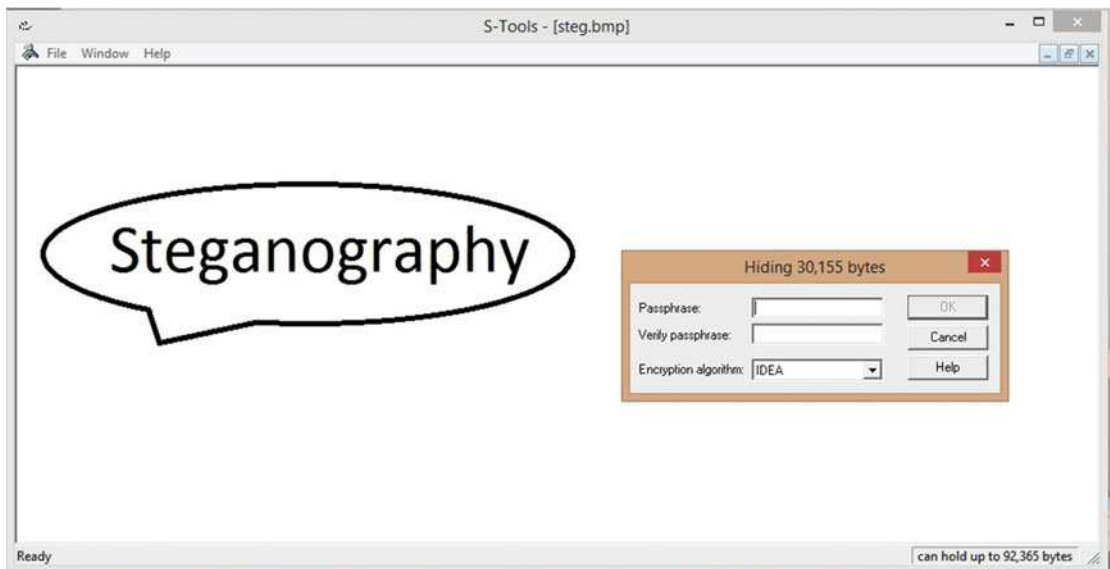 S-Tools - [steg.bmp]
File Window Help
Steganography
Hiding 30,155 bytes
Passphrase:
OK
Verify passphrase:
Cancel
Encryption algorithm: IDEA
Help
Ready
can hold up to 92,365 bytes